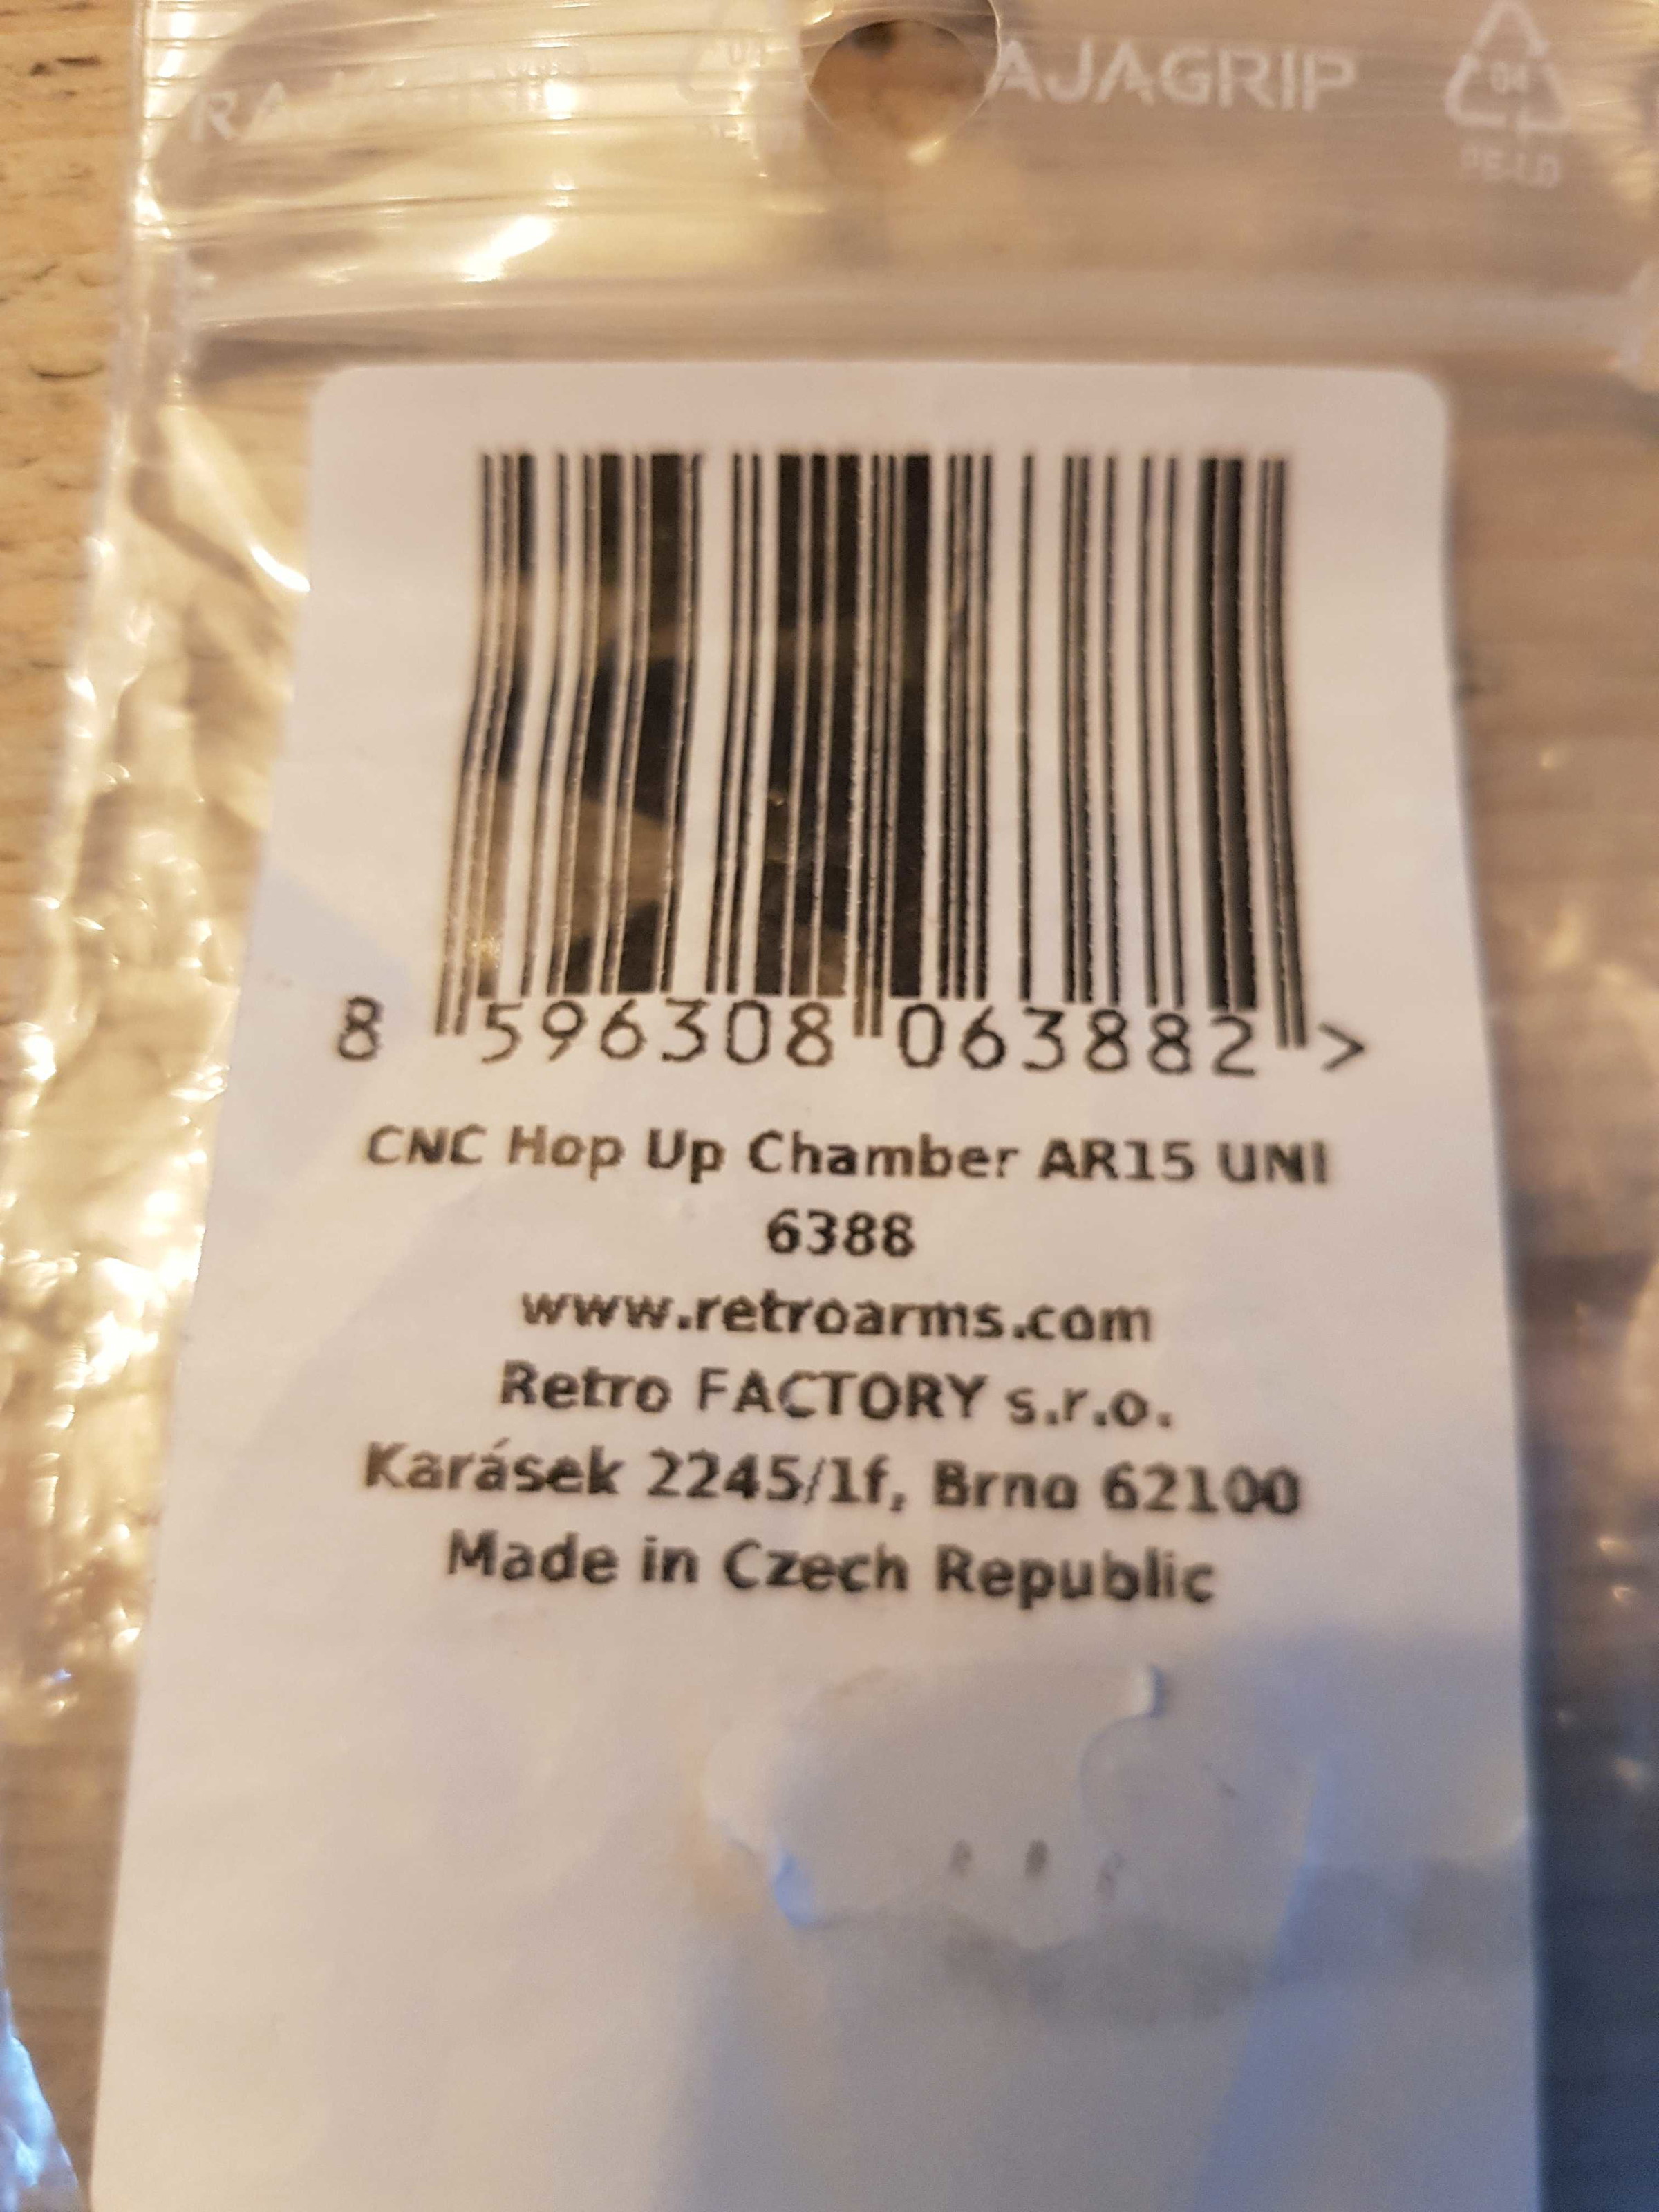 AJAGRIP
04
PE-LD
8 596308 063882 >
CNC Hop Up Chamber AR15 UNI
6388
www.retroarms.com
Retro FACTORY s.r.o.
Karásek 2245/1f, Brno 62100
Made in Czech Republic